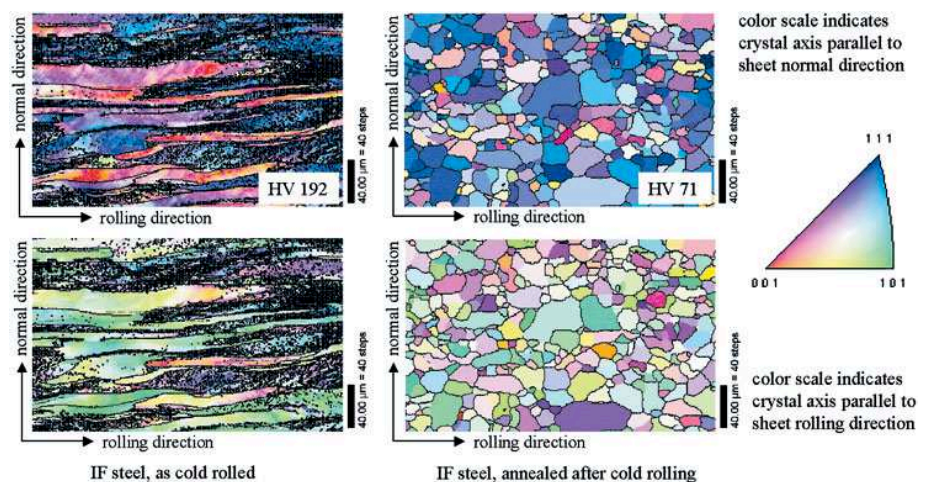 normal direction
HV 192
40.00 µm = 40 steps
rolling direction
normal direction
HV 71
40.00 µm = 40 steps
rolling direction
color scale indicates
crystal axis parallel to
sheet normal direction
1 1 1
0 0 1
1 0 1
normal direction
40.00 µm = 40 steps
rolling direction
normal direction
40.00 µm = 40 steps
rolling direction
color scale indicates
crystal axis parallel to
sheet rolling direction
IF steel, as cold rolled
IF steel, annealed after cold rolling